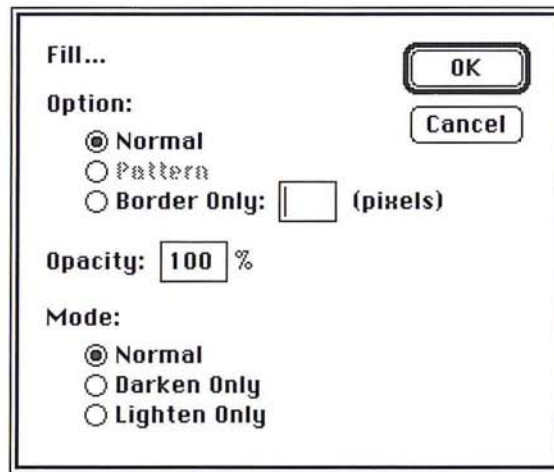 Fill...
OK
Option:
Cancel
Normal
Pattern
Border Only: (pixels)
Opacity: 100 %
Mode:
Normal
Darken Only
Lighten Only